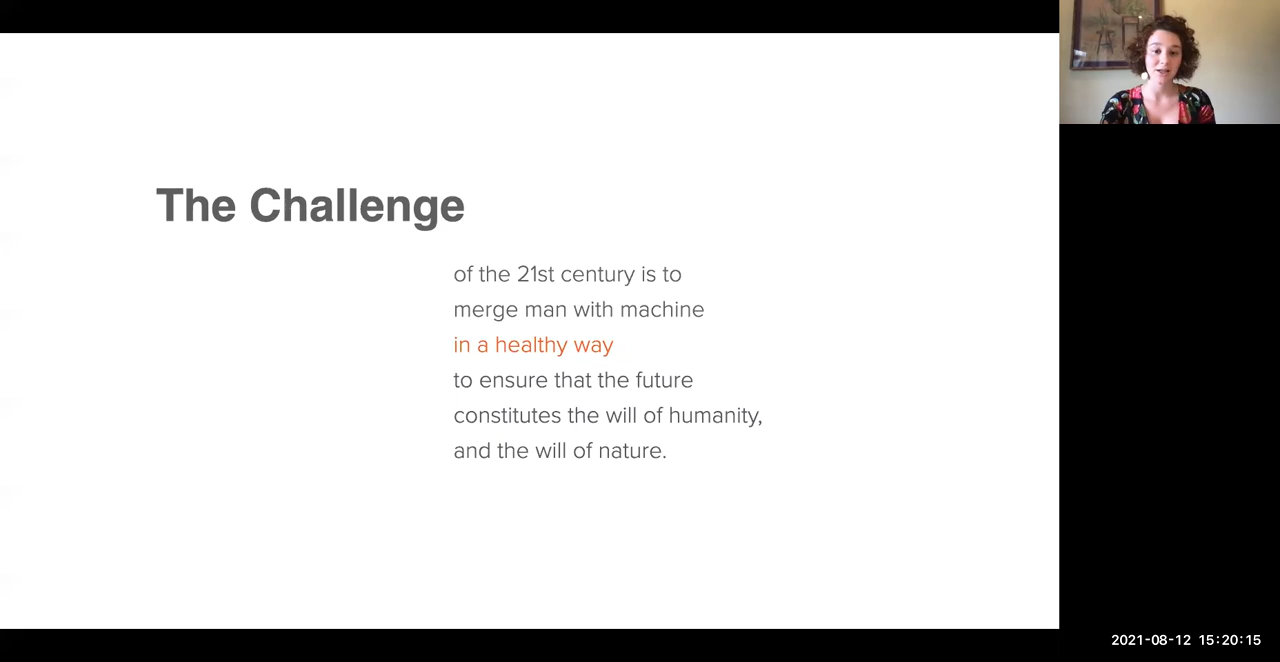 The Challenge
of the 21st century is to
merge man with machine
in a healthy way
to ensure that the future
constitutes the will of humanity,
and the will of nature.
2021-08-12 15:20:15